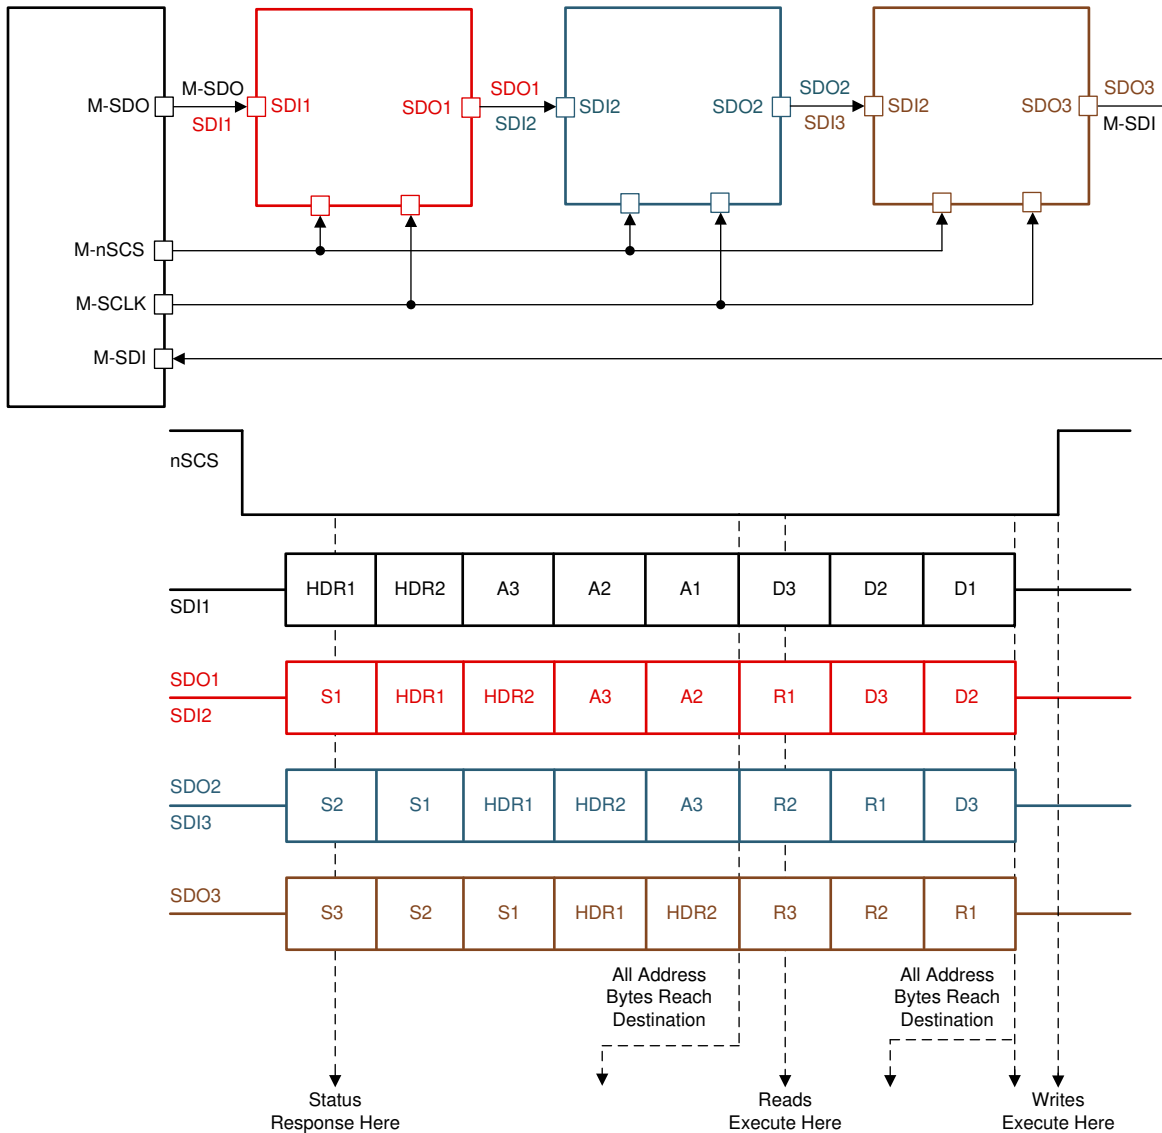 M-SDO
M-SDO
SDI1
SDI1
SDO1
SDO1
SDI2
SDI2
SDO2
SDO2
SDI3
SDI2
SDO3
SDO3
M-SDI
M-nSCS
M-SCLK
M-SDI
nSCS
SDI1
HDR1 HDR2 A3 A2 A1 D3 D2 D1
SDO1
SDI2
S1 HDR1 HDR2 A3 A2 R1 D3 D2
SDO2
SDI3
S2 S1 HDR1 HDR2 A3 R2 R1 D3
SDO3
S3 S2 S1 HDR1 HDR2 R3 R2 R1
All Address
Bytes Reach
Destination
All Address
Bytes Reach
Destination
Status
Response Here
Reads
Execute Here
Writes
Execute Here